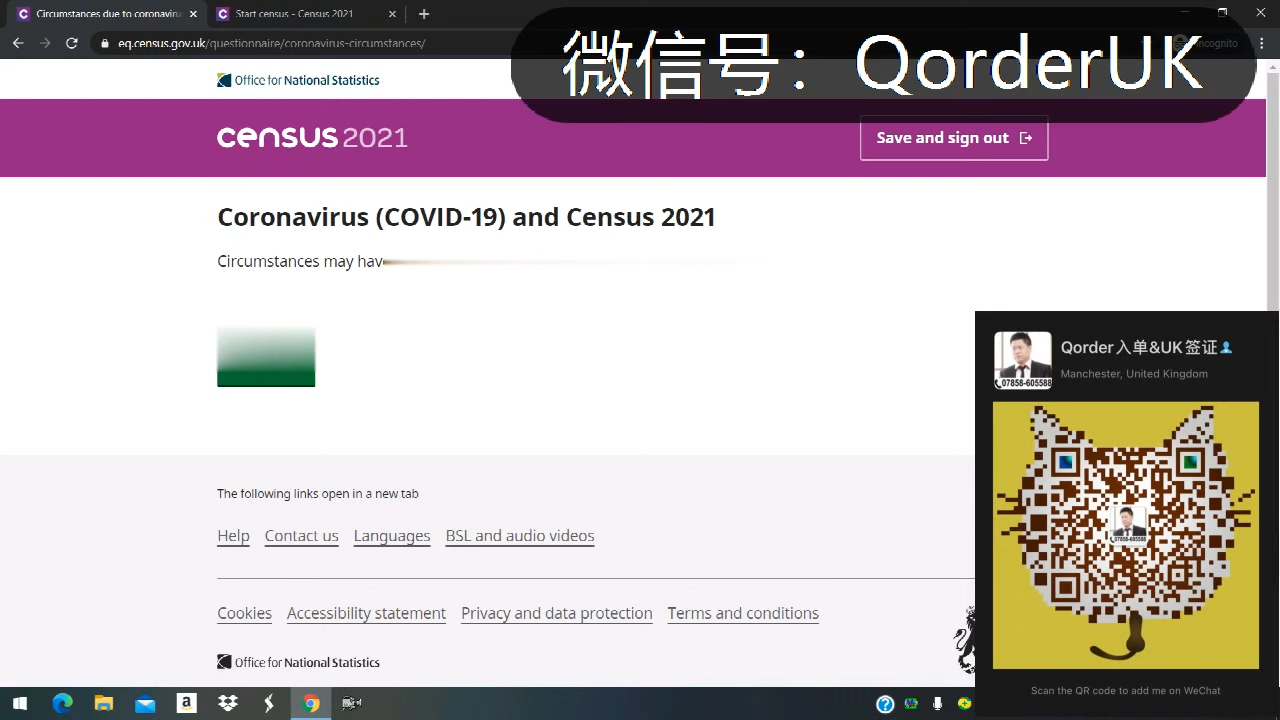 Circumstances due to coronaviru
Start census - Census 2021
eq.census.gov.uk/questionnaire/coronavirus-circumstances/
Incognito
微信号：QorderUK
Office for National Statistics
census 2021
Save and sign out
Coronavirus (COVID-19) and Census 2021
Circumstances may hav
Qorder入单&UK签证
Manchester, United Kingdom
07858-605588
07858-605588
Scan the QR code to add me on WeChat
The following links open in a new tab
Help Contact us Languages BSL and audio videos
Cookies Accessibility statement Privacy and data protection Terms and conditions
Office for National Statistics